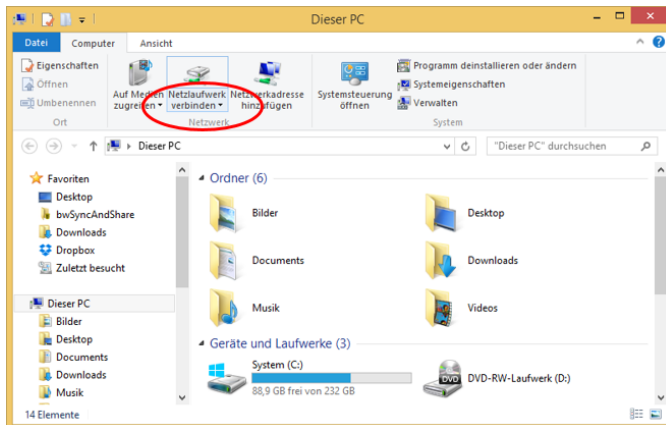 Dieser PC
Datei Computer Ansicht
Eigenschaften
Öffnen
Umbenennen
Ort
Auf Medien zugreifen
Netzlaufwerk verbinden
Netzwerkadresse hinzufügen
Netzwerk
Systemsteuerung öffnen
Programm deinstallieren oder ändern
Systemeigenschaften
Verwalten
System
Dieser PC
"Dieser PC" durchsuchen
Favoriten
Desktop
bwSyncAndShare
Downloads
Dropbox
Zuletzt besucht
Dieser PC
Bilder
Desktop
Documents
Downloads
Musik
Ordner (6)
Bilder
Desktop
Documents
Downloads
Musik
Videos
Geräte und Laufwerke (3)
System (C:)
88,9 GB frei von 232 GB
DVD
DVD-RW-Laufwerk (D:)
14 Elemente